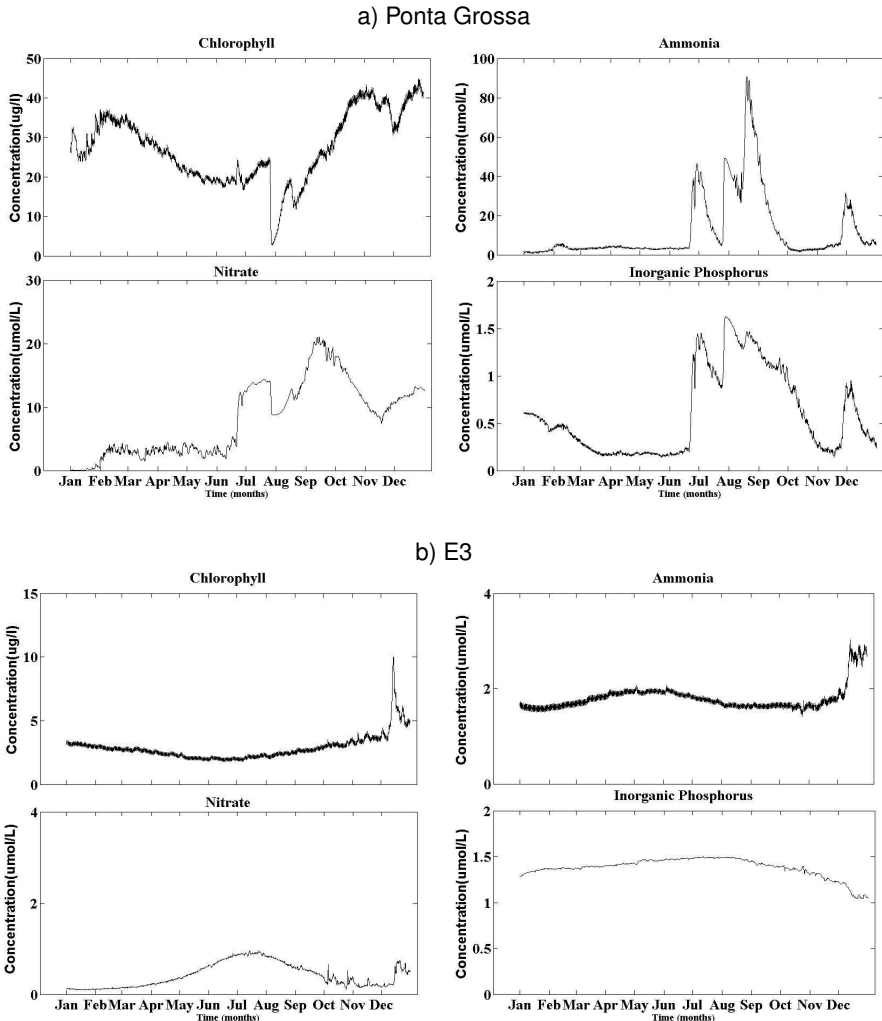 a) Ponta Grossa
Chlorophyll
Concentration(ug/l)
50
40
30
20
10
0
Ammonia
Concentration(umol/L)
100
80
60
40
20
0
Nitrate
Concentration(umol/L)
30
20
10
0
Jan Feb Mar Apr May Jun Jul Aug Sep Oct Nov Dec
Time (months)
Inorganic Phosphorus
Concentration(umol/L)
2
1.5
1
0.5
0
Jan Feb Mar Apr May Jun Jul Aug Sep Oct Nov Dec
Time (months)
b) E3
Chlorophyll
Concentration(ug/l)
15
10
5
0
Ammonia
Concentration(umol/L)
4
2
0
Nitrate
Concentration(umol/L)
4
2
0
Jan Feb Mar Apr May Jun Jul Aug Sep Oct Nov Dec
Time (months)
Inorganic Phosphorus
Concentration(umol/L)
2
1.5
1
0.5
0
Jan Feb Mar Apr May Jun Jul Aug Sep Oct Nov Dec
Time (months)